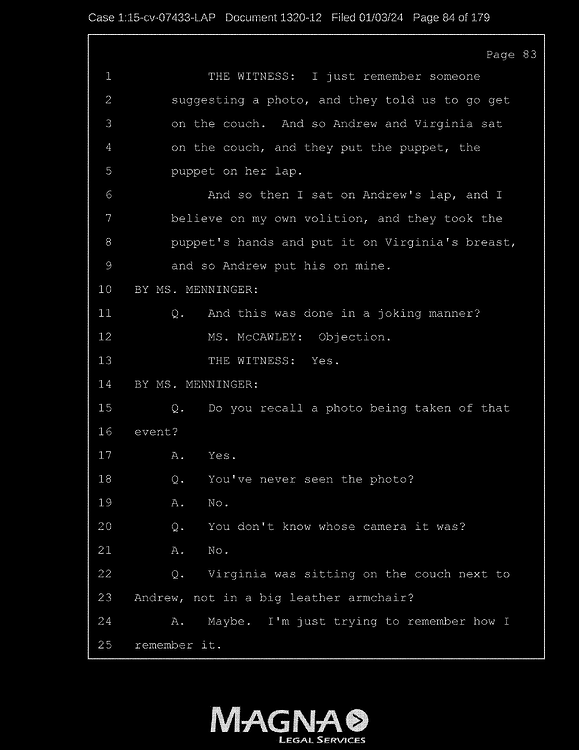 Case 1:15-cv-07433-LAP Document 1320-12 Filed 01/03/24 Page 84 of 179
Page 83
1 THE WITNESS: I just remember someone
2 suggesting a photo, and they told us to go get
3 on the couch. And so Andrew and Virginia sat
4 on the couch, and they put the puppet, the
5 puppet on her lap.
6 And so then I sat on Andrew's lap, and I
7 believe on my own volition, and they took the
8 puppet's hands and put it on Virginia's breast,
9 and so Andrew put his on mine.
10 BY MS. MENNINGER:
11 Q. And this was done in a joking manner?
12 MS. McCAWLEY: Objection.
13 THE WITNESS: Yes.
14 BY MS. MENNINGER:
15 Q. Do you recall a photo being taken of that
16 event?
17 A. Yes.
18 Q. You've never seen the photo?
19 A. No.
20 Q. You don't know whose camera it was?
21 A. No.
22 Q. Virginia was sitting on the couch next to
23 Andrew, not in a big leather armchair?
24 A. Maybe. I'm just trying to remember how I
25 remember it.
MAGNA
LEGAL SERVICES